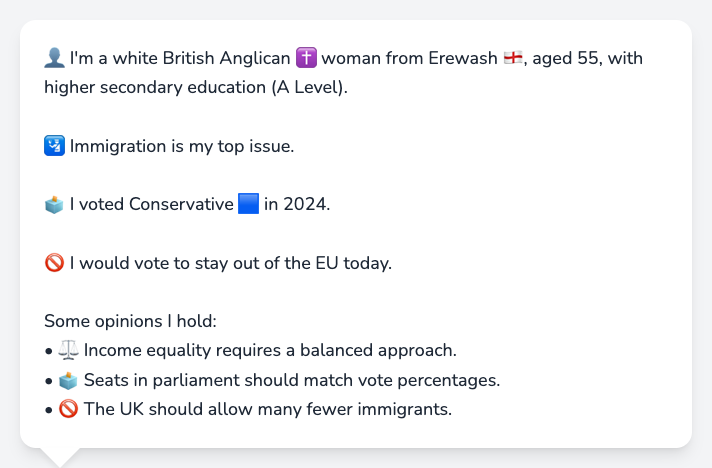 👤 I'm a white British Anglican ✝️ woman from Erewash 🏴󠁧󠁢󠁥󠁮󠁧󠁿, aged 55, with
higher secondary education (A Level).
🛂 Immigration is my top issue.
🗳️ I voted Conservative 🟦 in 2024.
🚫 I would vote to stay out of the EU today.
Some opinions I hold:
• ⚖️ Income equality requires a balanced approach.
• 🗳️ Seats in parliament should match vote percentages.
• 🚫 The UK should allow many fewer immigrants.